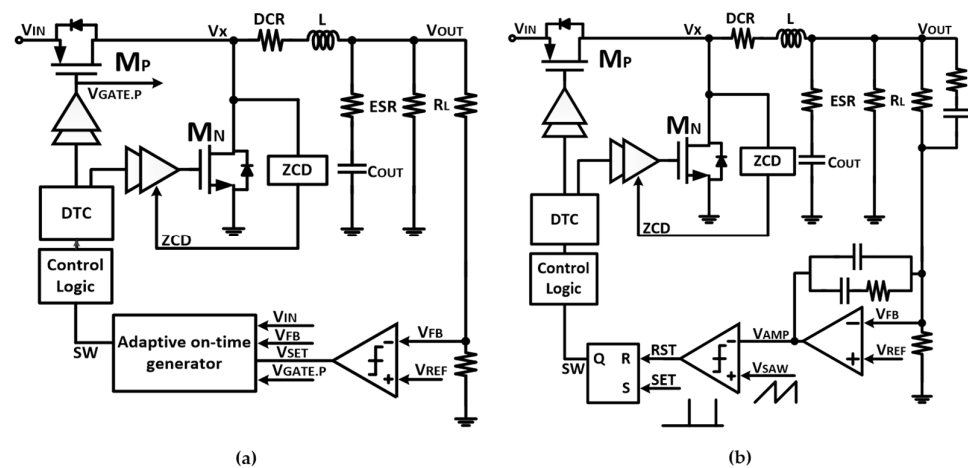 VIN
VX
DCR
L
VOUT
MP
VGATE.P
ESR
RL
MN
ZCD
COUT
DTC
ZCD
Control
Logic
SW
Adaptive on-time
generator
VIN
VFB
VSET
VGATE.P
VFB
VREF
(a)
VIN
VX
DCR
L
VOUT
MP
ESR
RL
MN
ZCD
COUT
DTC
ZCD
Control
Logic
SW
Q
R
S
RST
SET
VAMP
VSAW
VFB
VREF
(b)